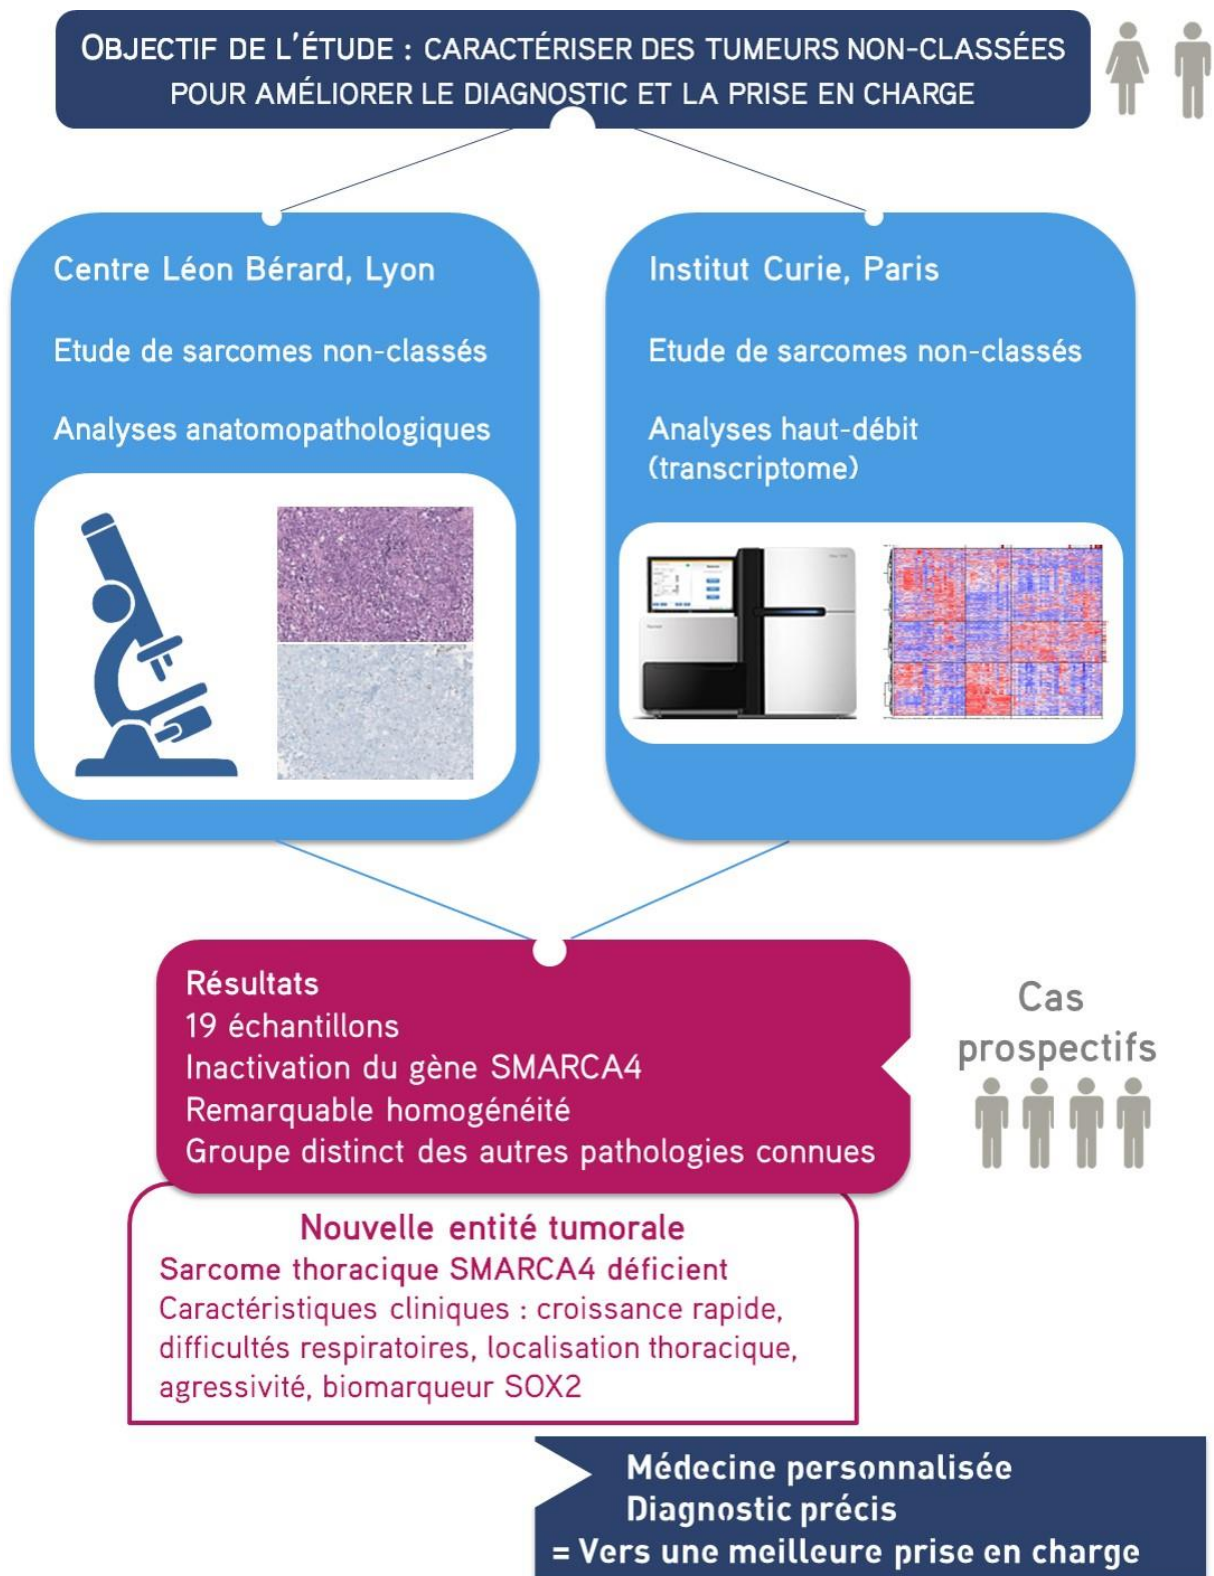 OBJECTIF DE L'ÉTUDE : CARACTÉRISER DES TUMEURS NON-CLASSÉES
POUR AMÉLIORER LE DIAGNOSTIC ET LA PRISE EN CHARGE
Centre Léon Bérard, Lyon
Etude de sarcomes non-classés
Analyses anatomopathologiques
Institut Curie, Paris
Etude de sarcomes non-classés
Analyses haut-débit
(transcriptome)
Résultats
19 échantillons
Inactivation du gène SMARCA4
Remarquable homogénéité
Groupe distinct des autres pathologies connues
Cas
prospectifs
Nouvelle entité tumorale
Sarcome thoracique SMARCA4 déficient
Caractéristiques cliniques : croissance rapide,
difficultés respiratoires, localisation thoracique,
agressivité, biomarqueur SOX2
Médecine personnalisée
Diagnostic précis
= Vers une meilleure prise en charge